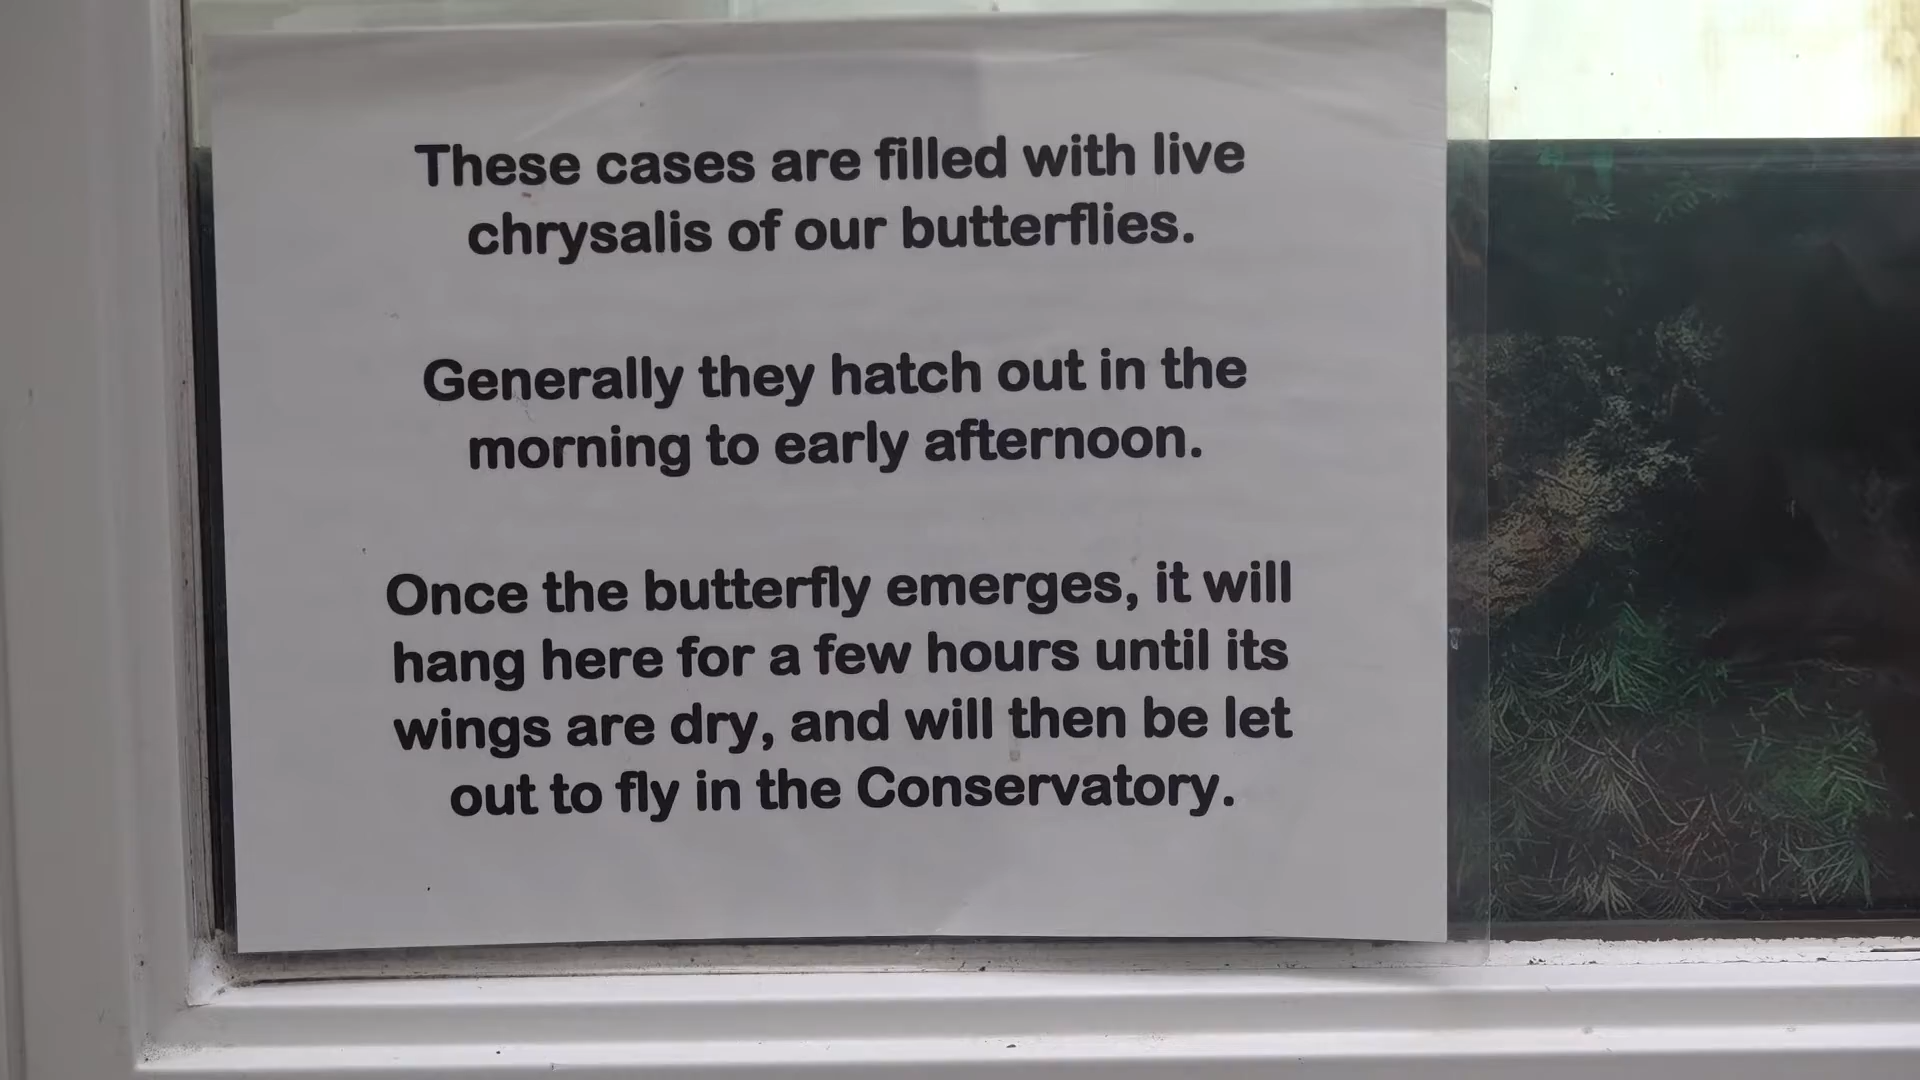 These cases are filled with live
chrysalis of our butterflies.
Generally they hatch out in the
morning to early afternoon.
Once the butterfly emerges, it will
hang here for a few hours until its
wings are dry, and will then be let
out to fly in the Conservatory.